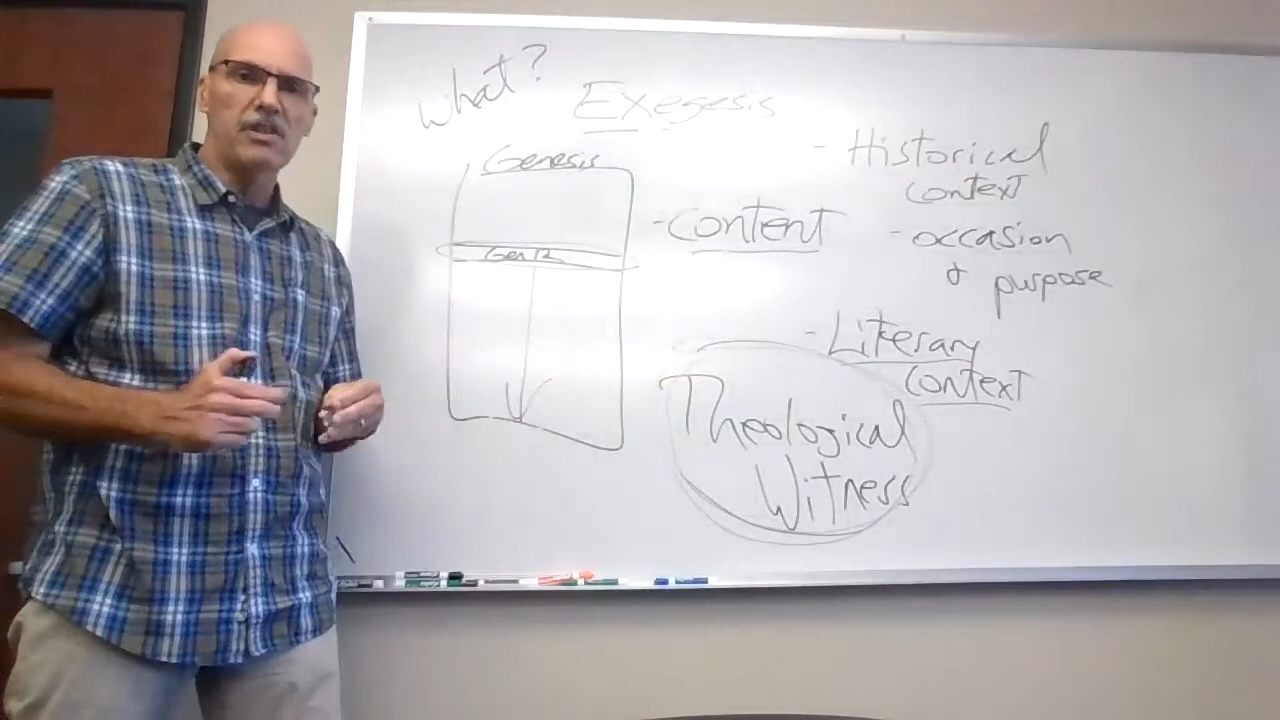 What?
Exegesis
Genesis
Gen 12
- Content
- Historical
context
- occasion
& purpose
- Literary
context
Theological
Witness